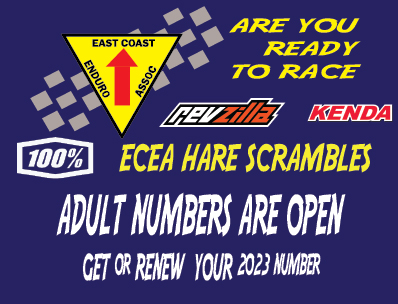 EAST COAST
ENDURO
ASSOC
ARE YOU
READY
TO RACE
REVZILLA
KENDA
100%
ECEA HARE SCRAMBLES
ADULT NUMBERS ARE OPEN
GET OR RENEW YOUR 2023 NUMBER